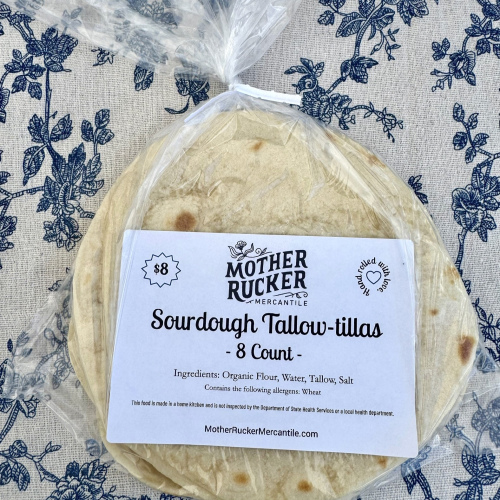 $8
MOTHER
RUCKER
MERCANTILE
Hand rolled with love
Sourdough Tallow-tillas
- 8 Count -
Ingredients: Organic Flour, Water, Tallow, Salt
Contains the following allergens: Wheat
This food is made in a home kitchen and is not inspected by the Department of State Health Services or a local health department.
MotherRuckerMercantile.com